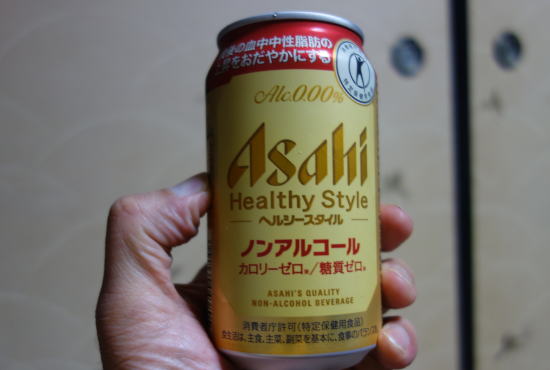 後の血中中性脂肪の
上昇をおだやかにする
Alc.0.00%
Asahi
Healthy Style
ヘルシースタイル
ノンアルコール
カロリーゼロ※/糖質ゼロ※
ASAHI'S QUALITY
NON-ALCOHOL BEVERAGE
消費者庁許可(特定保健用食品)
食生活は、主食、主菜、副菜を基本に、食事のバランスを